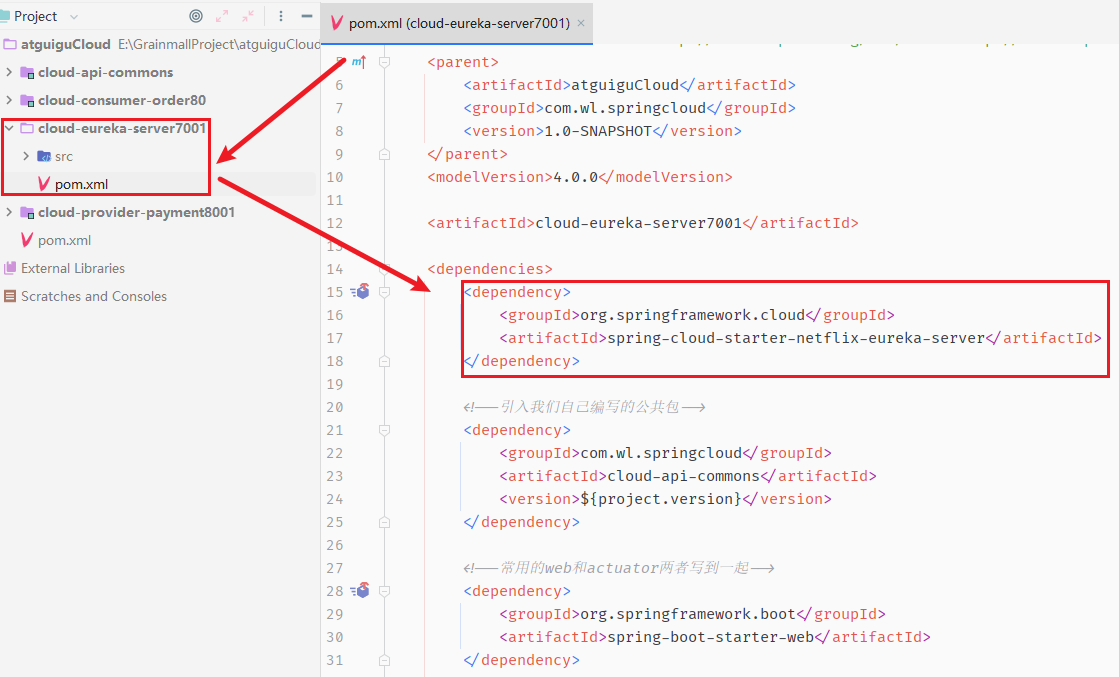 Project
pom.xml (cloud-eureka-server7001)
atguiguCloud E:\GrainmallProject\atguiguCloud
cloud-api-commons
cloud-consumer-order80
cloud-eureka-server7001
src
pom.xml
cloud-provider-payment8001
pom.xml
External Libraries
Scratches and Consoles
<parent>
6 <artifactId>atguiguCloud</artifactId>
7 <groupId>com.wl.springcloud</groupId>
8 <version>1.0-SNAPSHOT</version>
9 </parent>
10 <modelVersion>4.0.0</modelVersion>
11
12 <artifactId>cloud-eureka-server7001</artifactId>
13
14 <dependencies>
15 <dependency>
16 <groupId>org.springframework.cloud</groupId>
17 <artifactId>spring-cloud-starter-netflix-eureka-server</artifactId>
18 </dependency>
19
20 <!--引入我们自己编写的公共包-->
21 <dependency>
22 <groupId>com.wl.springcloud</groupId>
23 <artifactId>cloud-api-commons</artifactId>
24 <version>${project.version}</version>
25 </dependency>
26
27 <!--常用的web和actuator两者写到一起-->
28 <dependency>
29 <groupId>org.springframework.boot</groupId>
30 <artifactId>spring-boot-starter-web</artifactId>
31 </dependency>